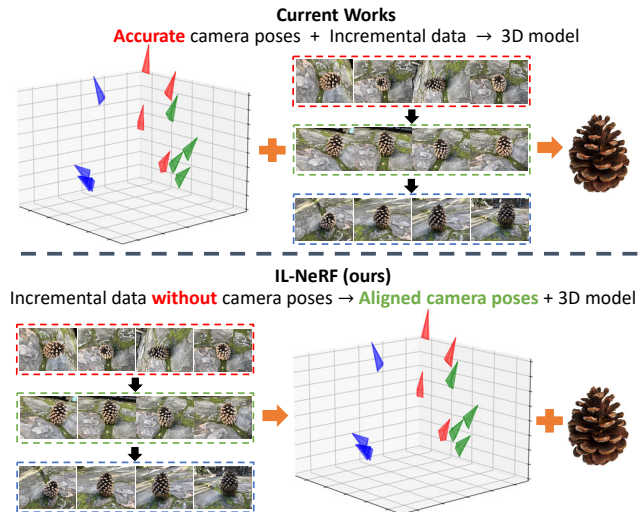 Current Works
Accurate camera poses + Incremental data → 3D model
IL-NeRF (ours)
Incremental data without camera poses → Aligned camera poses + 3D model